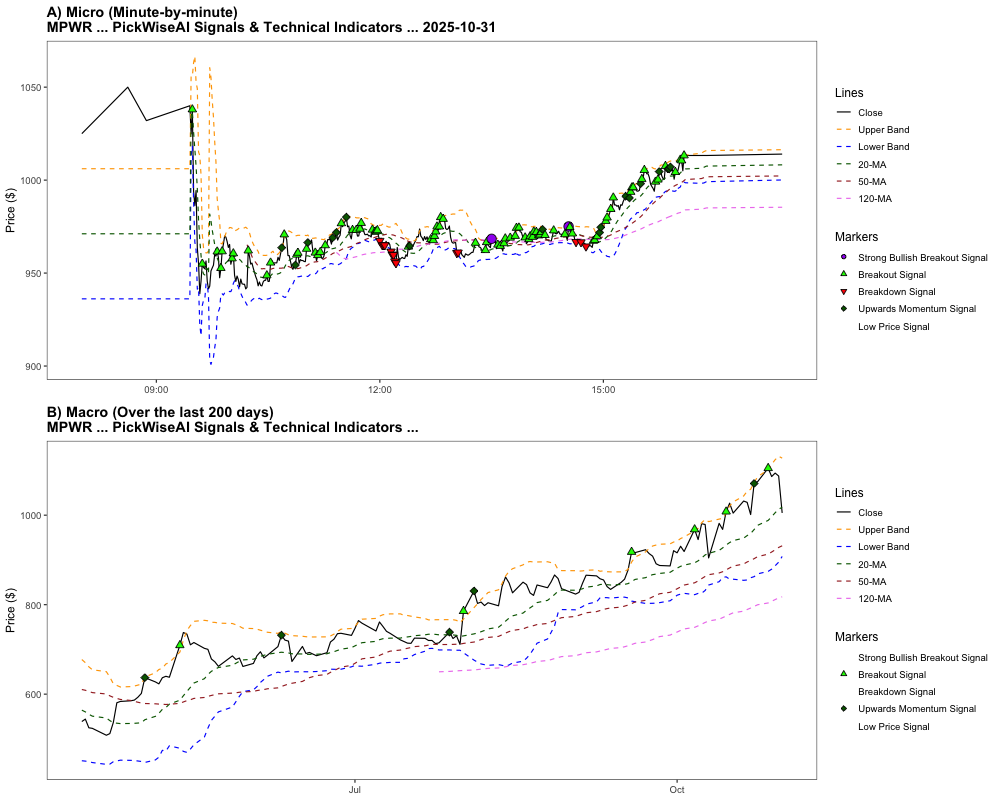 A) Micro (Minute-by-minute)
MPWR ... PickWiseAI Signals & Technical Indicators ... 2025-10-31
Price ($)
1050
1000
950
900
09:00
12:00
15:00
Lines
Close
Upper Band
Lower Band
20-MA
50-MA
120-MA
Markers
Strong Bullish Breakout Signal
Breakout Signal
Breakdown Signal
Upwards Momentum Signal
Low Price Signal
B) Macro (Over the last 200 days)
MPWR ... PickWiseAI Signals & Technical Indicators ...
Price ($)
1000
800
600
Jul
Oct
Lines
Close
Upper Band
Lower Band
20-MA
50-MA
120-MA
Markers
Strong Bullish Breakout Signal
Breakout Signal
Breakdown Signal
Upwards Momentum Signal
Low Price Signal